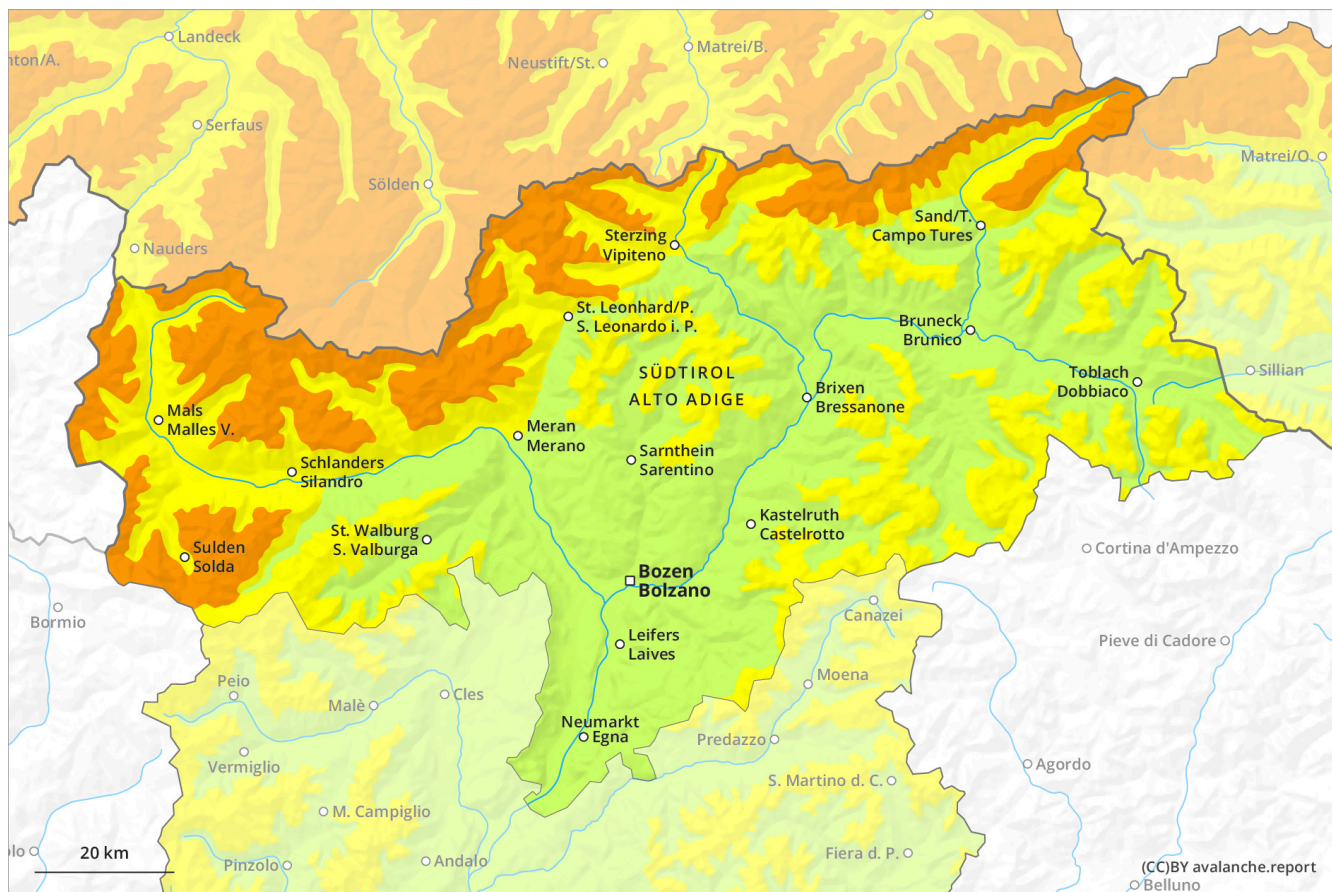 Landeck
nton/A.
Matrei/B.
Neustift/St.
Serfaus
Matrei/O.
Sölden
Sand/T.
Campo Tures
Sterzing
Vipiteno
Nauders
St. Leonhard/P.
S. Leonardo i. P.
Bruneck
Brunico
SÜDTIROL
ALTO ADIGE
Toblach
Dobbiaco
Sillian
Brixen
Bressanone
Mals
Malles V.
Meran
Merano
Sarnthein
Sarentino
Schlanders
Silandro
Kastelruth
Castelrotto
St. Walburg
S. Valburga
Sulden
Solda
Cortina d'Ampezzo
Bozen
Bolzano
Bormio
Canazei
Leifers
Laives
Pieve di Cadore
Peio
Moena
Malè
Cles
Neumarkt
Egna
Predazzo
Vermiglio
Agordo
S. Martino d. C.
M. Campiglio
olo
20 km
Pinzolo
Andalo
Fiera d. P.
(CC)BY avalanche.report
Belluno